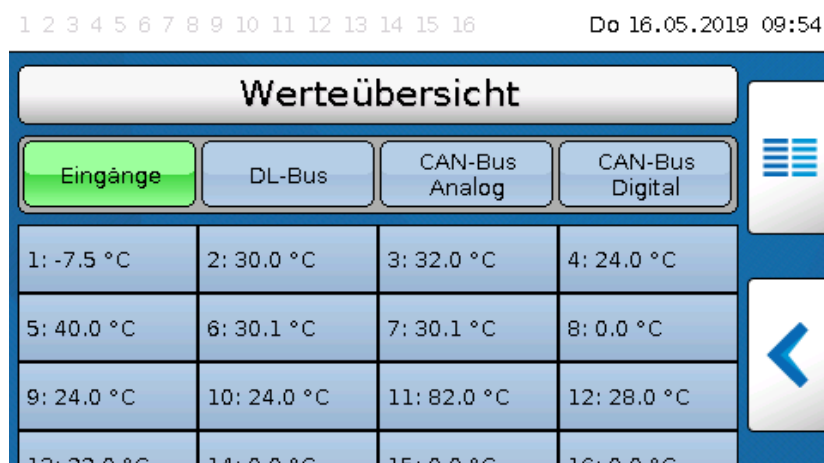 1 2 3 4 5 6 7 8 9 10 11 12 13 14 15 16 Do 16.05.2019 09:54
Werteübersicht
Eingänge DL-Bus CAN-Bus Analog CAN-Bus Digital
1: -7.5 °C 2: 30.0 °C 3: 32.0 °C 4: 24.0 °C
5: 40.0 °C 6: 30.1 °C 7: 30.1 °C 8: 0.0 °C
9: 24.0 °C 10: 24.0 °C 11: 82.0 °C 12: 28.0 °C